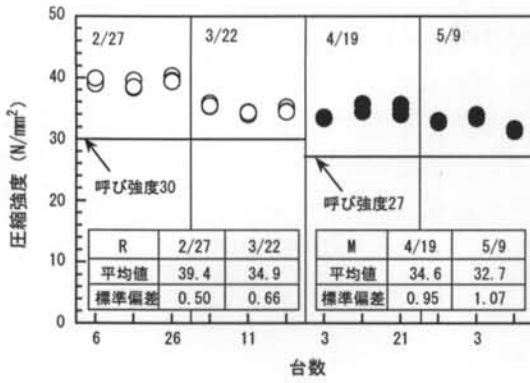 圧縮強度 (N/mm²)
50
40
30
20
10
0
2/27
3/22
4/19
5/9
呼び強度30
呼び強度27
R 2/27 3/22
平均値 39.4 34.9
標準偏差 0.50 0.66
M 4/19 5/9
平均値 34.6 32.7
標準偏差 0.95 1.07
6 26 11 3 21 3
台数